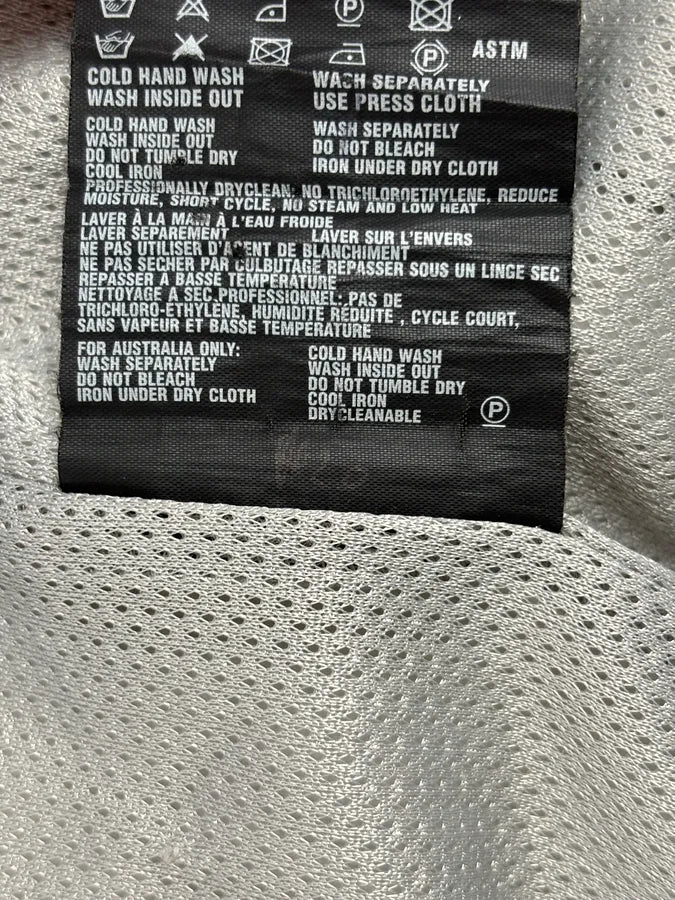 P
P
ASTM
COLD HAND WASH
WASH INSIDE OUT
WASH SEPARATELY
USE PRESS CLOTH
COLD HAND WASH
WASH INSIDE OUT
DO NOT TUMBLE DRY
COOL IRON
WASH SEPARATELY
DO NOT BLEACH
IRON UNDER DRY CLOTH
PROFESSIONALLY DRYCLEAN: NO TRICHLOROETHYLENE, REDUCE
MOISTURE, SHORT CYCLE, NO STEAM AND LOW HEAT
LAVER À LA MAIN À L'EAU FROIDE
LAVER SEPAREMENT LAVER SUR L'ENVERS
NE PAS UTILISER D'AGENT DE BLANCHIMENT
NE PAS SECHER PAR CULBUTAGE REPASSER SOUS UN LINGE SEC
REPASSER À BASSE TEMPERATURE
NETTOYAGE A SEC PROFESSIONNEL: PAS DE
TRICHLORO-ETHYLENE, HUMIDITE REDUITE , CYCLE COURT,
SANS VAPEUR ET BASSE TEMPERATURE
FOR AUSTRALIA ONLY:
WASH SEPARATELY
DO NOT BLEACH
IRON UNDER DRY CLOTH
COLD HAND WASH
WASH INSIDE OUT
DO NOT TUMBLE DRY
COOL IRON
DRYCLEANABLE
P